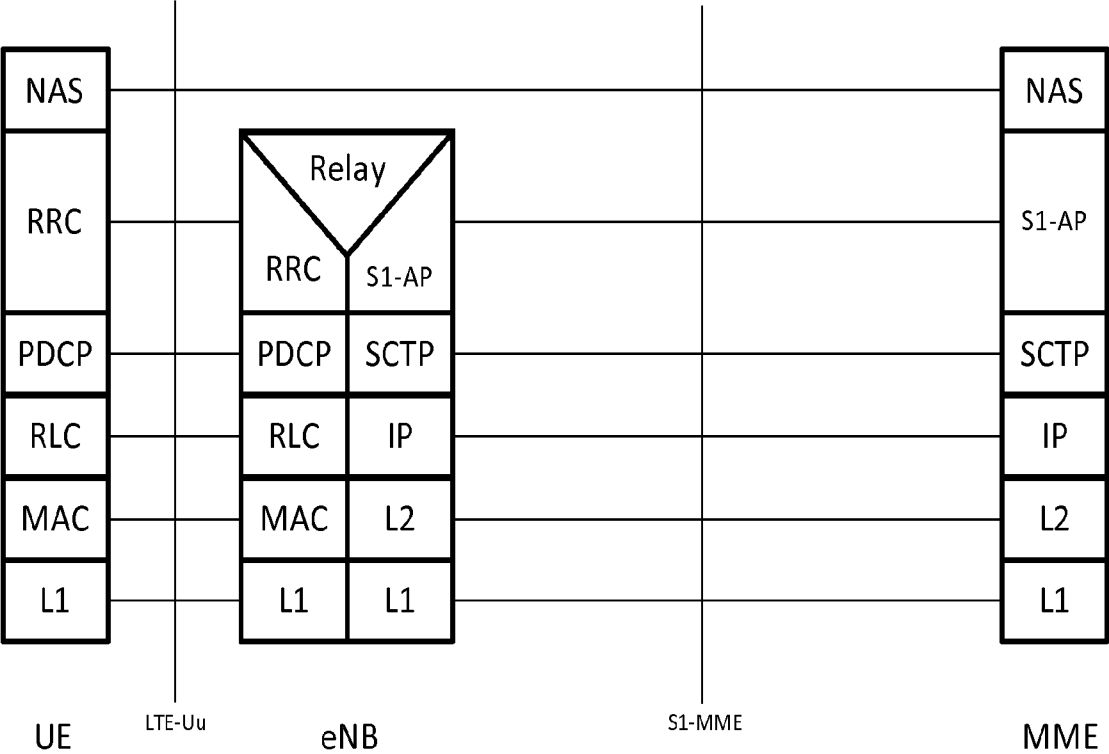 NAS
NAS
Relay
RRC
S1-AP
RRC
S1-AP
PDCP
PDCP
SCTP
SCTP
RLC
RLC
IP
IP
MAC
MAC
L2
L2
L1
L1
L1
L1
LTE-Uu
S1-MME
UE
eNB
MME